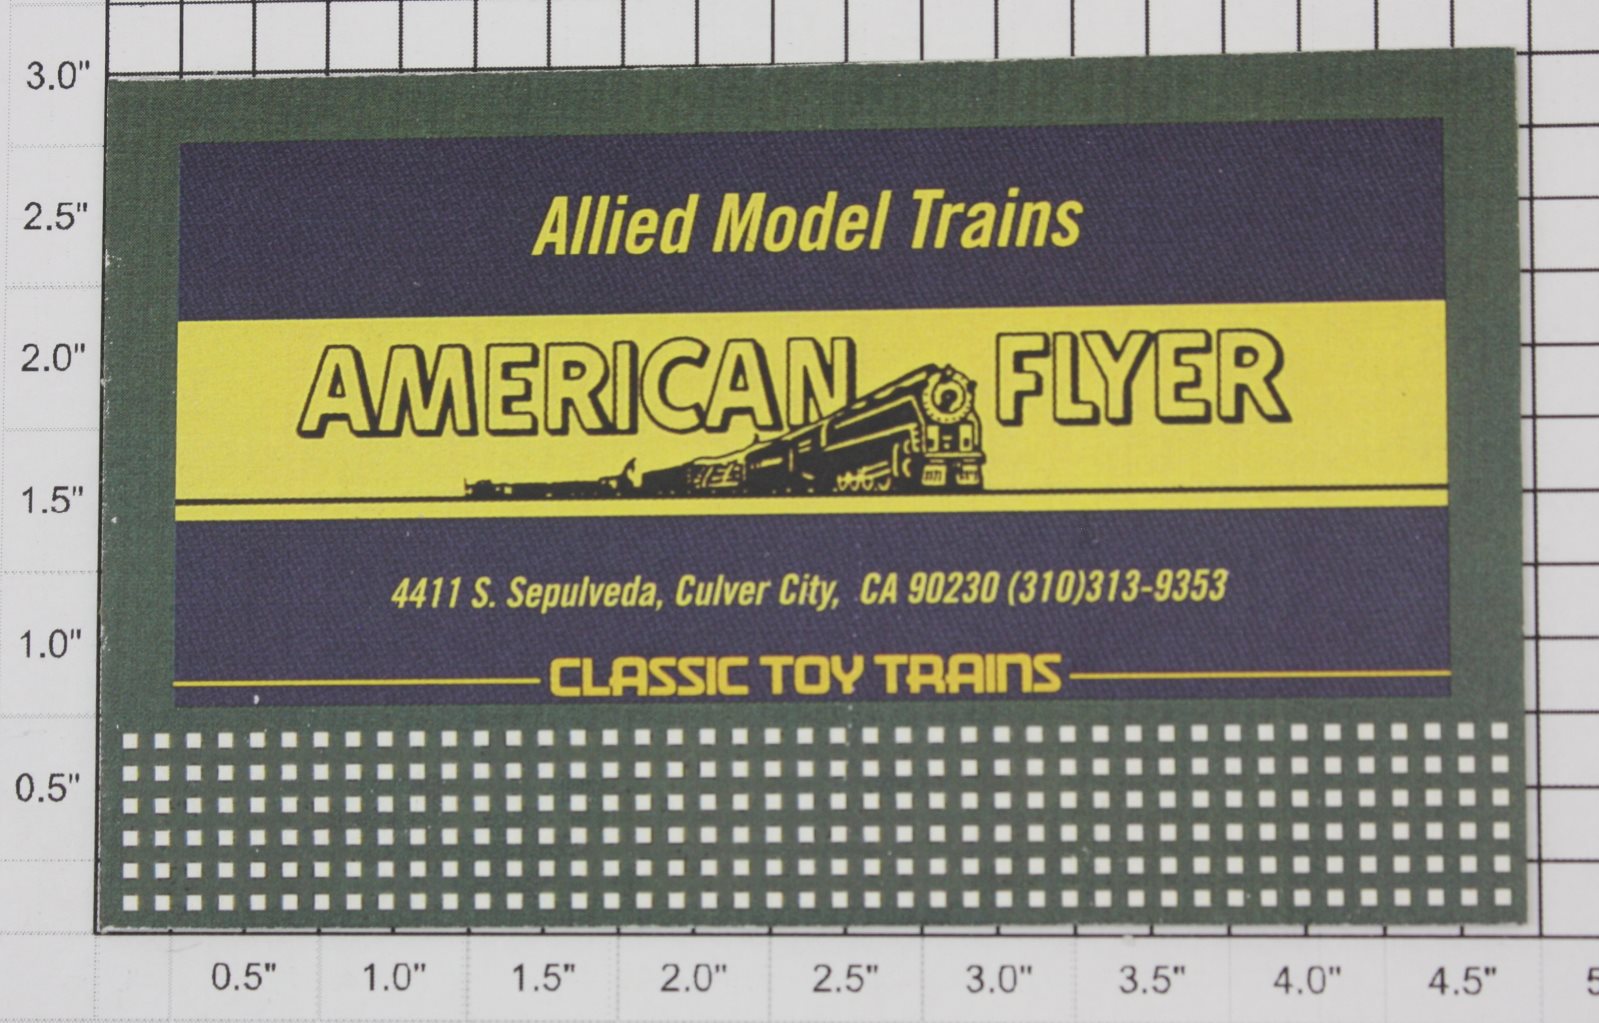 3.0"
Allied Model Trains
2.5"
AMERICAN FLYER
2.0"
1.5"
4411 S. Sepulveda, Culver City, CA 90230 (310)313-9353
1.0"
CLASSIC TOY TRAINS
0.5"
0.5" 1.0" 1.5" 2.0" 2.5" 3.0" 3.5" 4.0" 4.5" 5